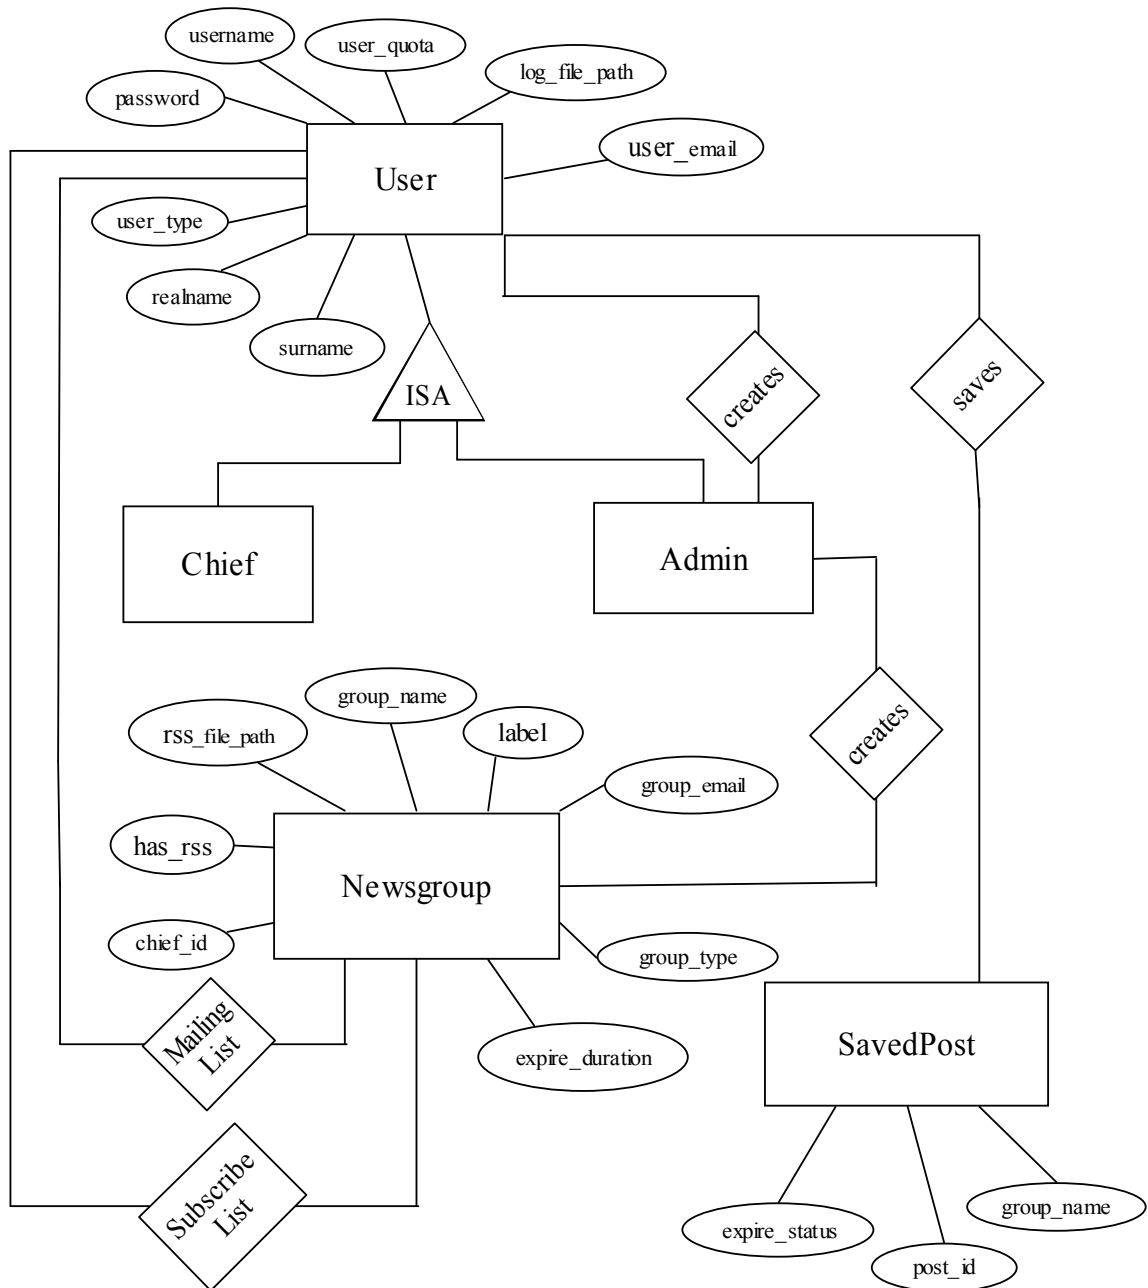 username
user_quota
log_file_path
password
user_email
User
user_type
realname
surname
ISA
creates
saves
Chief
Admin
group_name
rss_file_path
label
creates
group_email
has_rss
Newsgroup
chief_id
group_type
Mailing
List
expire_duration
SavedPost
Subscribe
List
group_name
expire_status
post_id